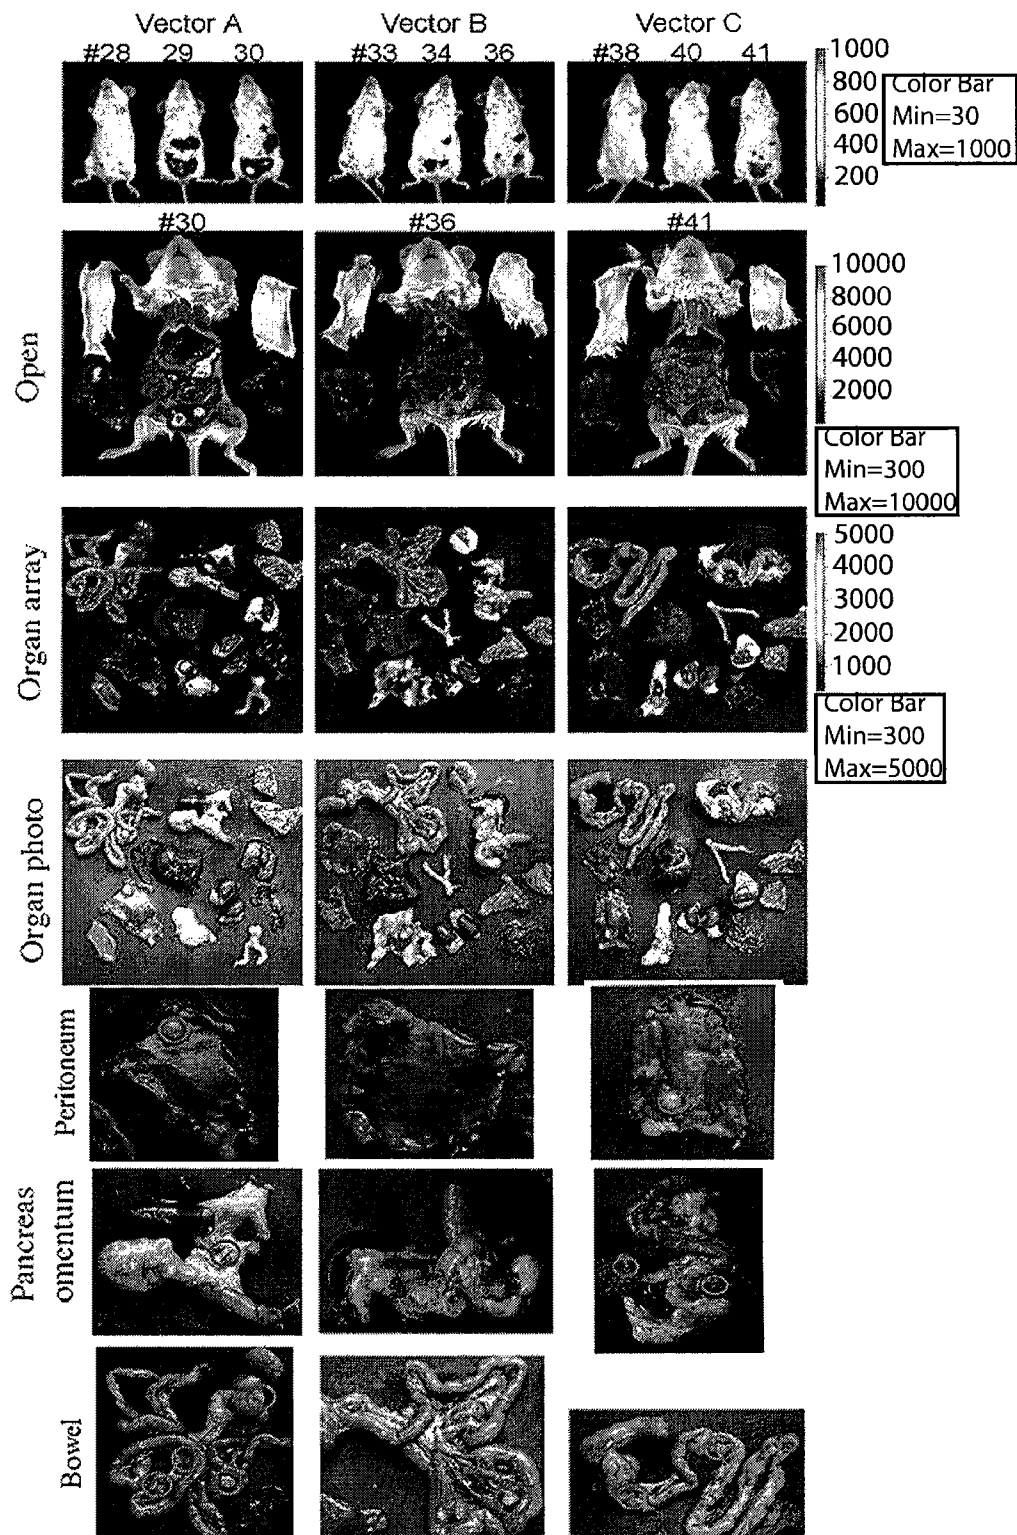 Vector A Vector B Vector C
#28 29 30 #33 34 36 #38 40 41
1000
800
600
400
200
Color Bar
Min=30
Max=1000
#30 #36 #41
Open
10000
8000
6000
4000
2000
Color Bar
Min=300
Max=10000
Organ array
5000
4000
3000
2000
1000
Color Bar
Min=300
Max=5000
Organ photo
Peritoneum
Pancreas
omentum
Bowel